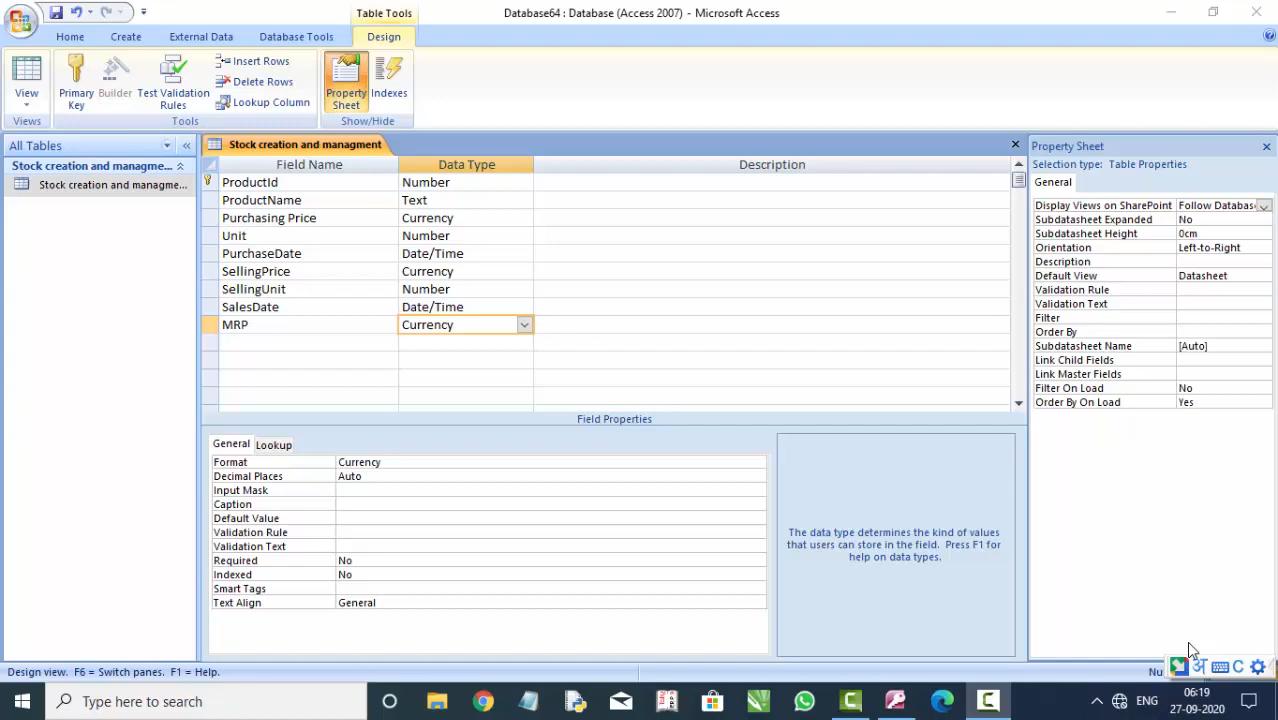 Database64 : Database (Access 2007) - Microsoft Access
Table Tools
Home Create External Data Database Tools Design
View
Views
Primary Key
Builder
Test Validation Rules
Insert Rows
Delete Rows
Lookup Column
Tools
Property Sheet
Indexes
Show/Hide
All Tables
Stock creation and managme...
Stock creation and managme...
Stock creation and managment
Field Name Data Type Description
ProductId Number
ProductName Text
Purchasing Price Currency
Unit Number
PurchaseDate Date/Time
SellingPrice Currency
SellingUnit Number
SalesDate Date/Time
MRP Currency
Field Properties
General Lookup
Format Currency
Decimal Places Auto
Input Mask
Caption
Default Value
Validation Rule
Validation Text
Required No
Indexed No
Smart Tags
Text Align General
The data type determines the kind of values
that users can store in the field. Press F1 for
help on data types.
Property Sheet
Selection type: Table Properties
General
Display Views on SharePoint Follow Databas
Subdatasheet Expanded No
Subdatasheet Height 0cm
Orientation Left-to-Right
Description
Default View Datasheet
Validation Rule
Validation Text
Filter
Order By
Subdatasheet Name [Auto]
Link Child Fields
Link Master Fields
Filter On Load No
Order By On Load Yes
Design view. F6 = Switch panes. F1 = Help.
Nu
अ C
Type here to search
ENG
06:19
27-09-2020